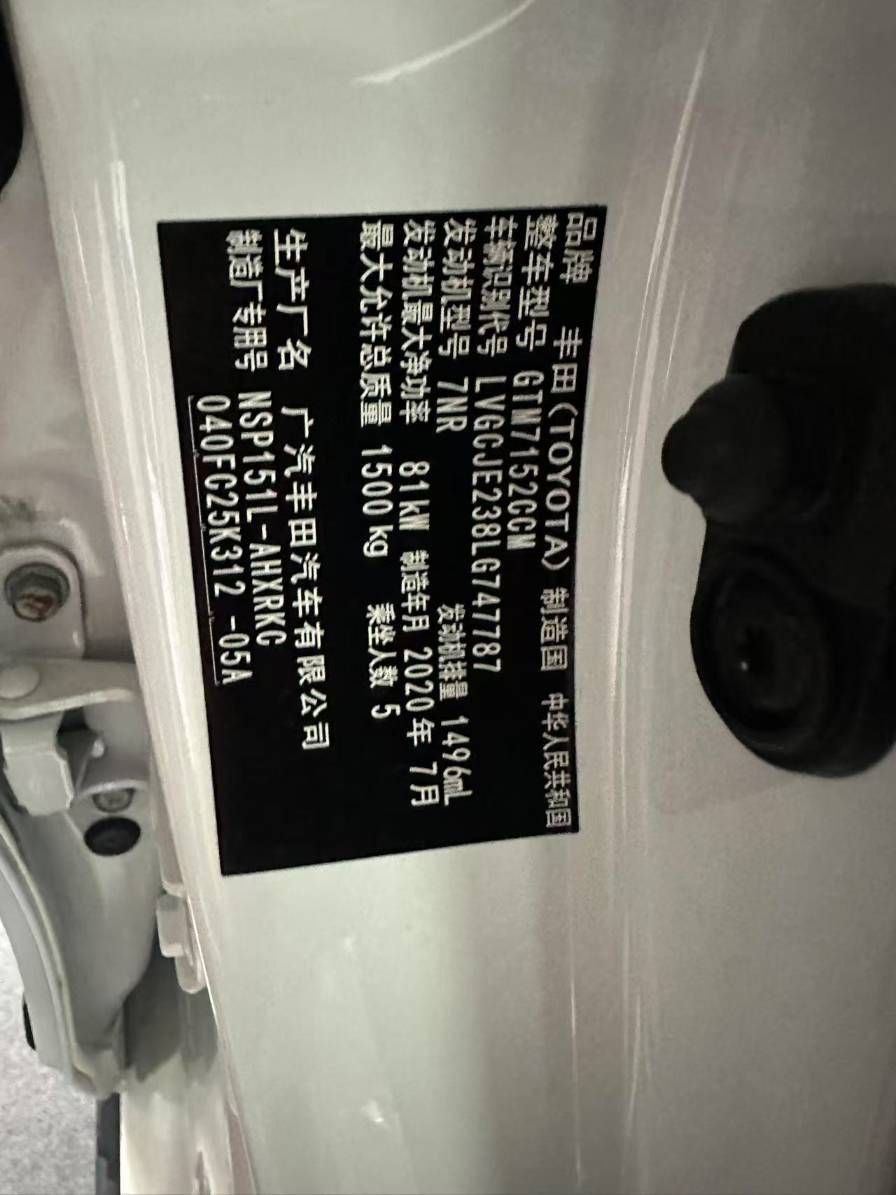 品牌 丰田(TOYOTA) 制造国 中华人民共和国
整车型号 GTM7152CCM
车辆识别代号 LVGCJE238LG747787
发动机型号 7NR 发动机排量 1496mL
发动机最大净功率 81kW 制造年月 2020年 7月
最大允许总质量 1500kg 乘坐人数 5
生产厂名 广汽丰田汽车有限公司
制造厂专用号 NSP151L-AHXRKC
040FC25K312 -05A